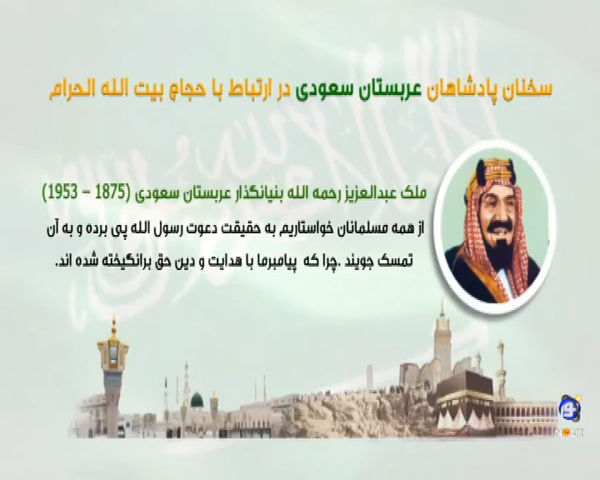 سخنان پادشاهان عربستان سعودی در ارتباط با حجاج بیت الله الحرام
ملک عبدالعزیز رحمه الله بنیانگذار عربستان سعودی (1875 – 1953)
از همه مسلمانان خواستاریم به حقیقت دعوت رسول الله پی برده و به آن
تمسک جویند .چرا که پیامبرما با هدایت و دین حق برانگیخته شده اند.